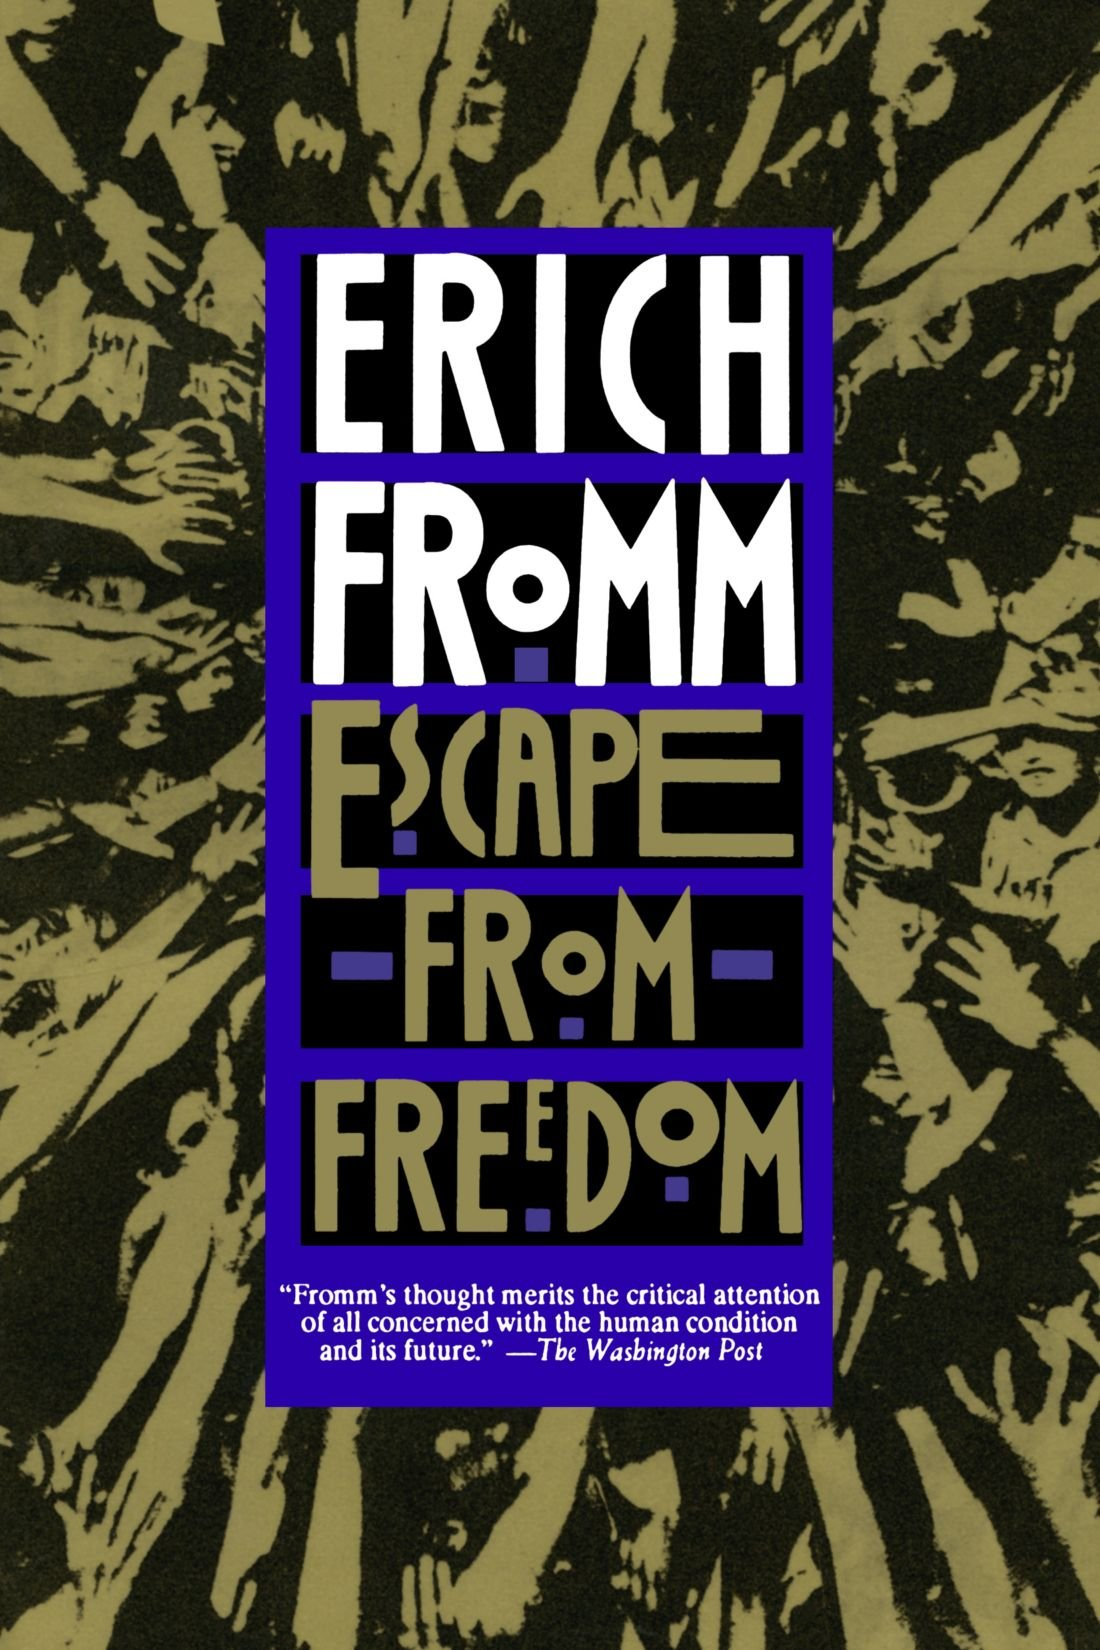 ERICH
FROMM
ESCAPE
FROM
FREEDOM
“Fromm’s thought merits the critical attention
of all concerned with the human condition
and its future.” —The Washington Post